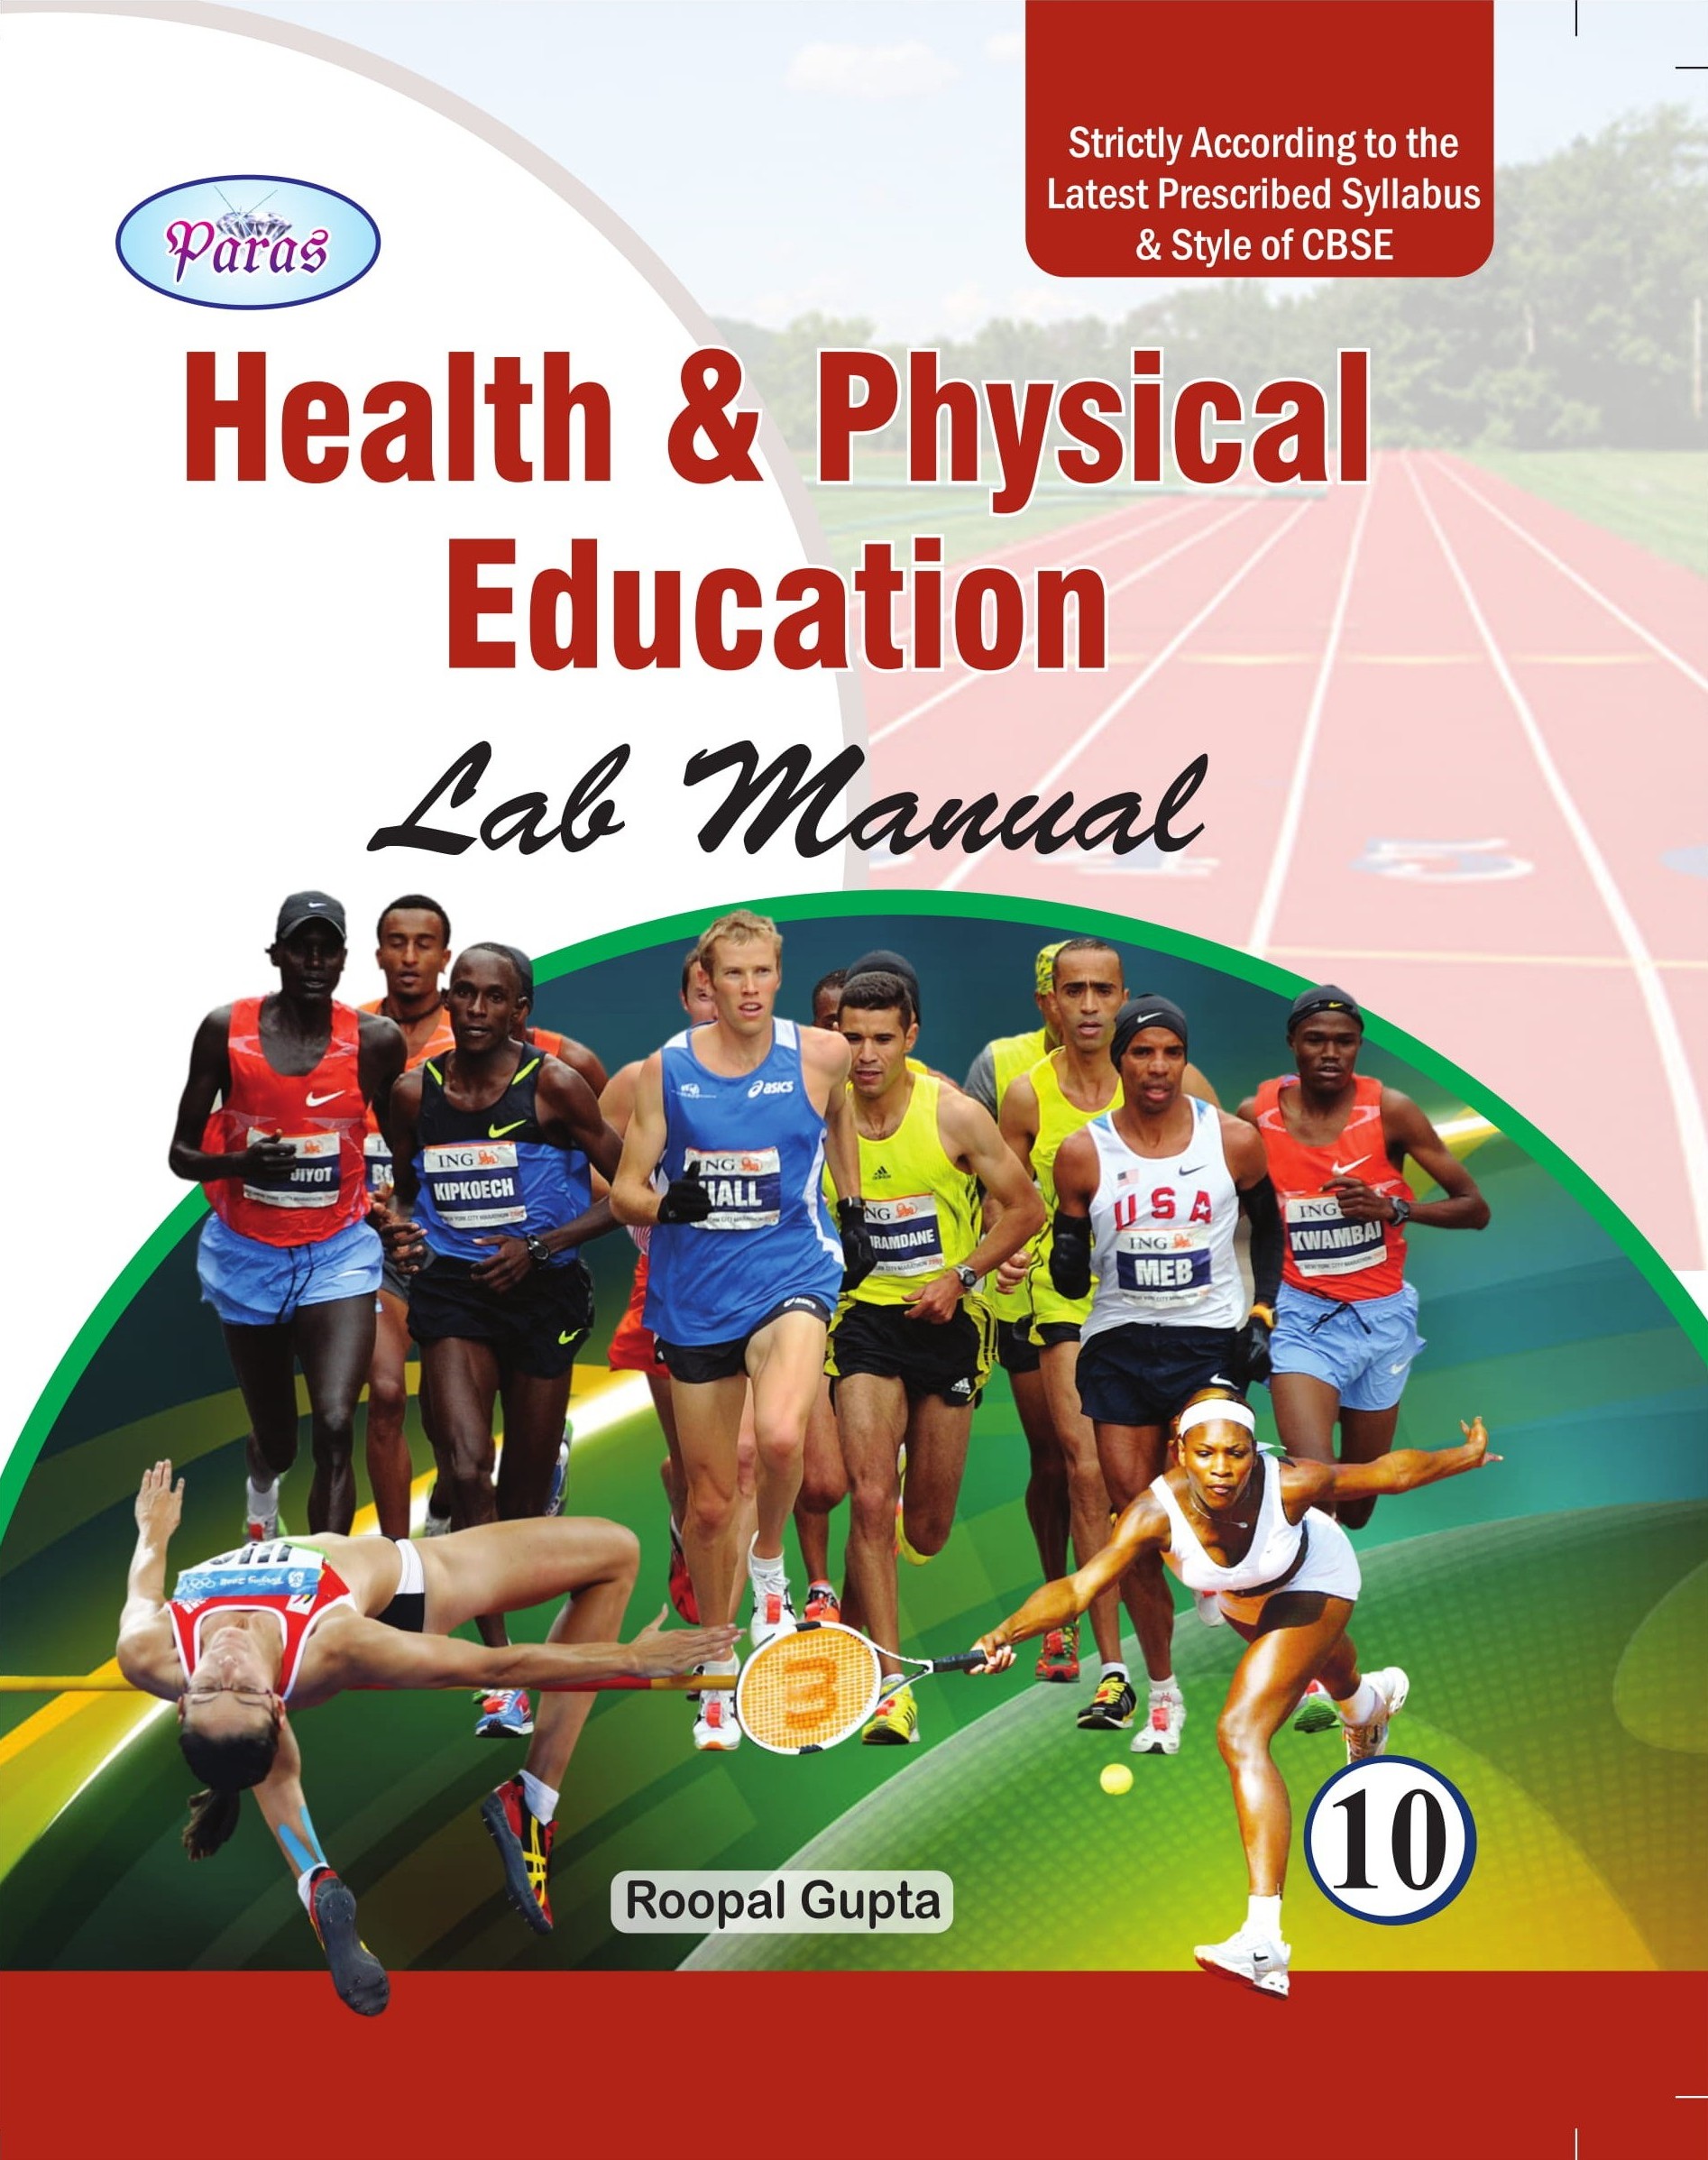 Strictly According to the
Latest Prescribed Syllabus
& Style of CBSE
Paras
Health & Physical
Education
Lab Manual
asics
JIYOT
ING
KIPKOECH
ING
HALL
ING
RAMDANE
USA
ING
MEB
ING
KWAMBAI
10
Roopal Gupta